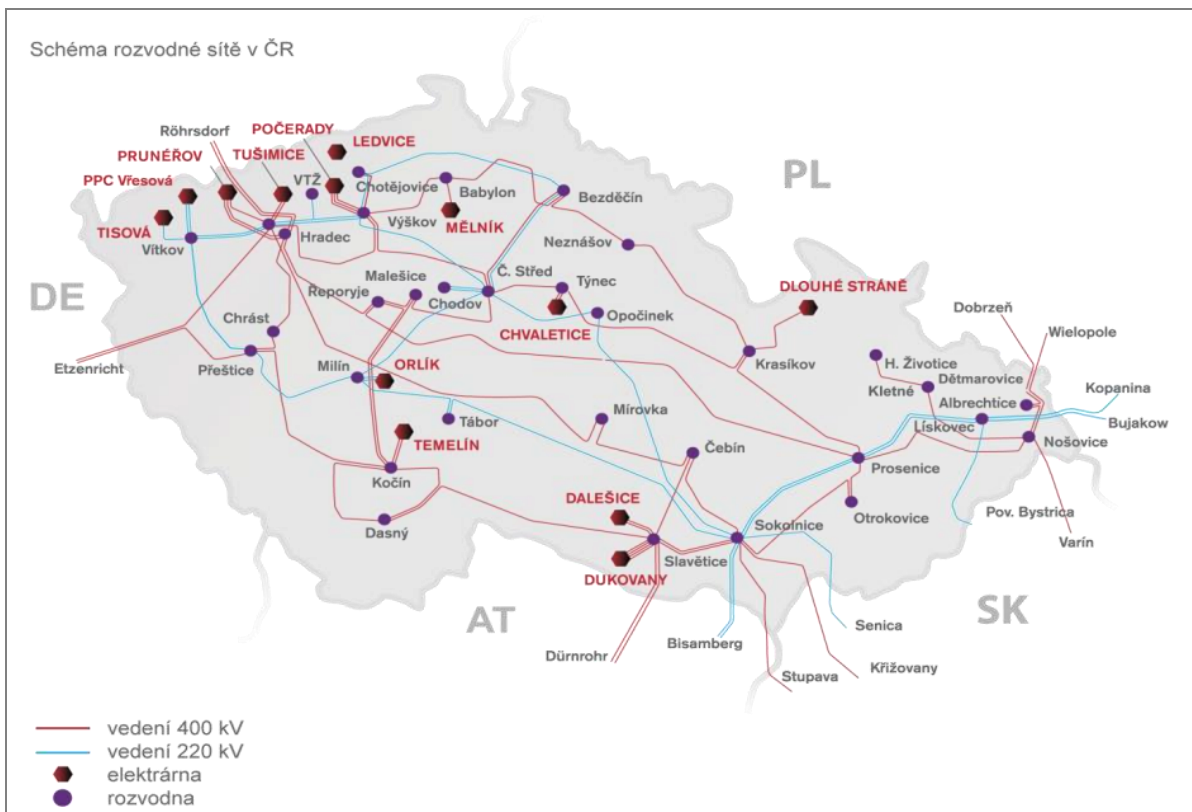 Schéma rozvodné sítě v ČR
Röhrsdorf
POČERADY
LEDVICE
PRUNÉŘOV
TUŠIMICE
PPC Vřesová
VTŽ
Chotějovice
Babylon
Bezděčín
PL
TISOVÁ
Výškov
MĚLNÍK
Vítkov
Hradec
Neznášov
Malešice
Č. Střed
Týnec
DE
Řeporyje
Chodov
DLOUHÉ STRÁNĚ
Opočinek
CHVALETICE
Dobrzeň
Chrást
Wielopole
Krasíkov
Etzenricht
Přeštice
Milín
ORLÍK
H. Životice
Dětmarovice
Kletné
Albrechtice
Kopanina
Bujakow
Tábor
Mírovka
Lískovec
Nošovice
TEMELÍN
Čebín
Prosenice
Kočín
DALEŠICE
Otrokovice
Pov. Bystrica
Dasný
Sokolnice
Varín
Slavětice
DUKOVANY
AT
SK
Senica
Bisamberg
Dürnrohr
Křižovany
Stupava
vedení 400 kV
vedení 220 kV
elektrárna
rozvodna